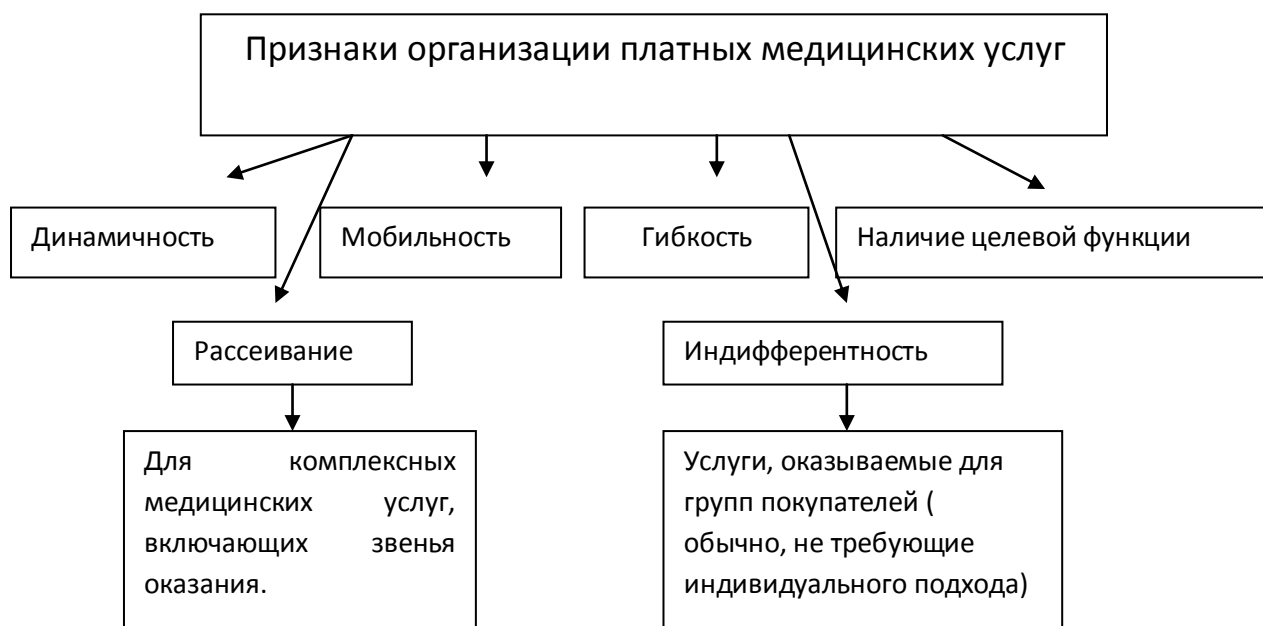 Признаки организации платных медицинских услуг
Динамичность
Мобильность
Гибкость
Наличие целевой функции
Рассеивание
Индифферентность
Для комплексных
медицинских услуг,
включающих звенья
оказания.
Услуги, оказываемые для
групп покупателей (
обычно, не требующие
индивидуального подхода)